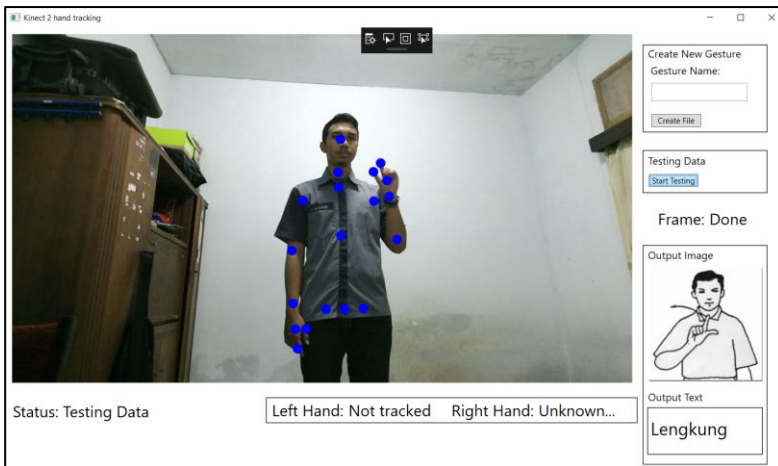 Kinect 2 hand tracking
Create New Gesture
Gesture Name:
Create File
Testing Data
Start Testing
Frame: Done
Output Image
Output Text
Lengkung
Status: Testing Data
Left Hand: Not tracked Right Hand: Unknown...